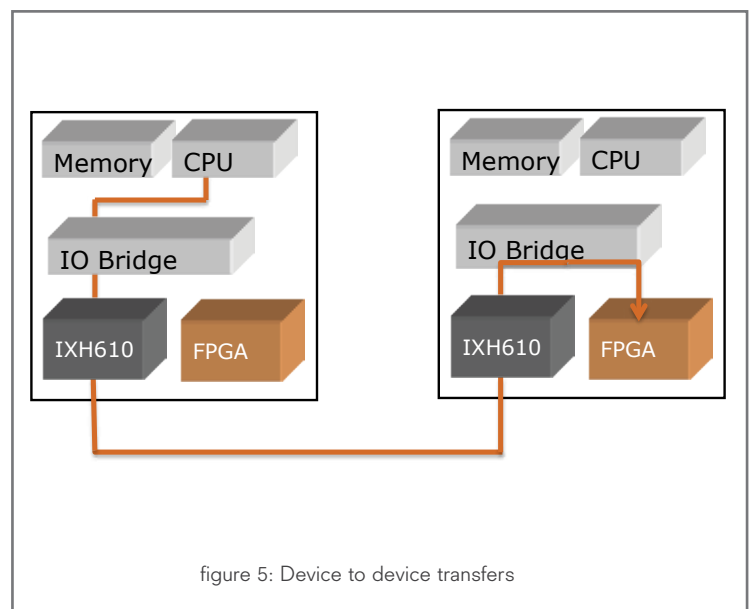 Memory CPU
IO Bridge
IXH610 FPGA
Memory CPU
IO Bridge
IXH610 FPGA
figure 5: Device to device transfers